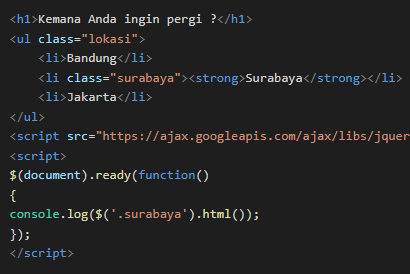 <h1>Kemana Anda ingin pergi ?</h1>
<ul class="lokasi">
    <li>Bandung</li>
    <li class="surabaya"><strong>Surabaya</strong></li>
    <li>Jakarta</li>
</ul>
<script src="https://ajax.googleapis.com/ajax/libs/jquer
<script>
$(document).ready(function()
{
console.log($('.surabaya').html());
});
</script>